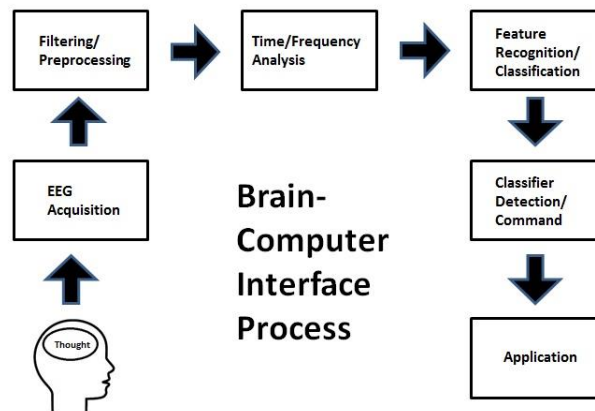 Filtering/
Preprocessing
Time/Frequency
Analysis
Feature
Recognition/
Classification
EEG
Acquisition
Brain-
Computer
Interface
Process
Classifier
Detection/
Command
Thought
Application